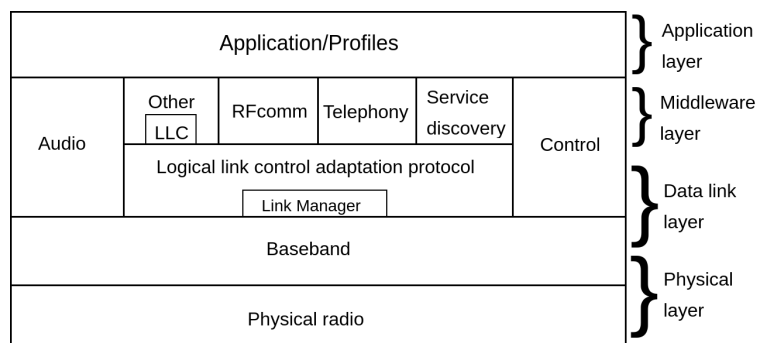 Application/Profiles
Application
layer
Audio
Other
LLC
RFcomm
Telephony
Service
discovery
Control
Middleware
layer
Logical link control adaptation protocol
Link Manager
Data link
layer
Baseband
Physical
layer
Physical radio